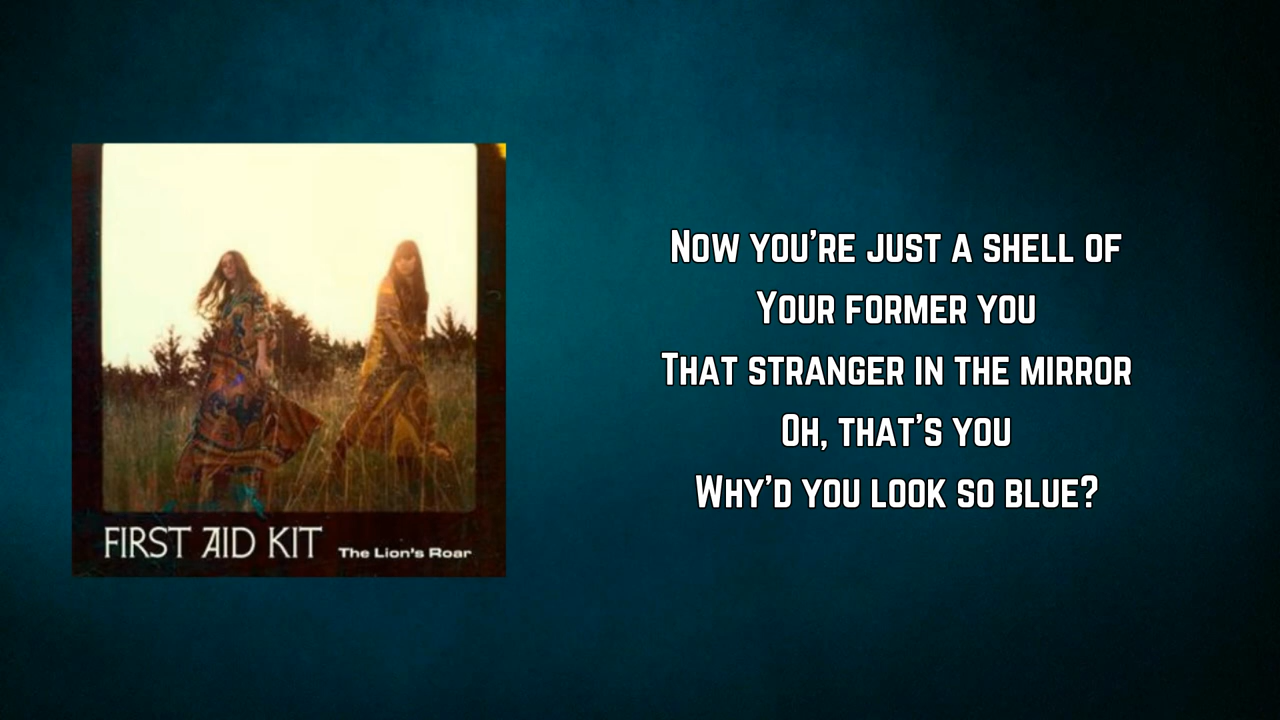 Now you're just a shell of
Your former you
That stranger in the mirror
Oh, that's you
Why'd you look so blue?
FIRST AID KIT The Lion's Roar